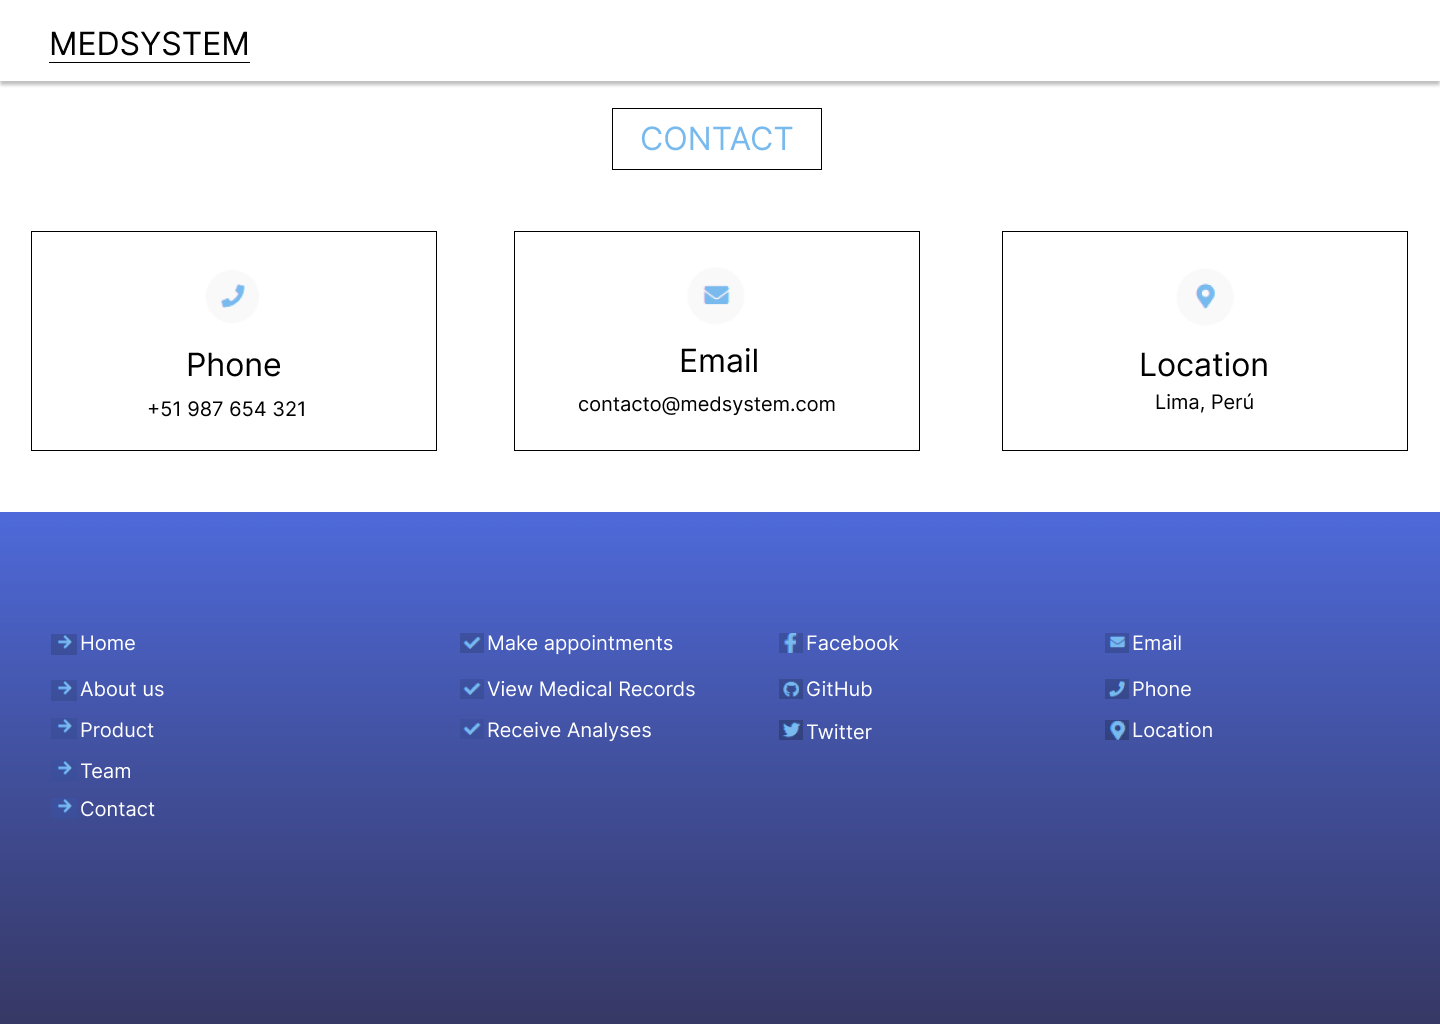 MEDSYSTEM
CONTACT
Phone
+51 987 654 321
Email
contacto@medsystem.com
Location
Lima, Perú
Home
About us
Product
Team
Contact
Make appointments
View Medical Records
Receive Analyses
Facebook
GitHub
Twitter
Email
Phone
Location